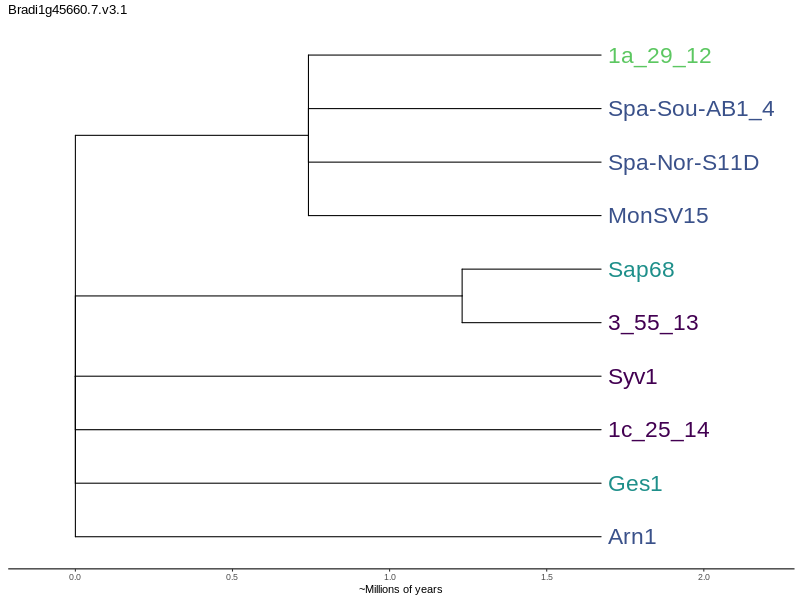 Bradi1g45660.7.v3.1
1a_29_12
Spa-Sou-AB1_4
Spa-Nor-S11D
MonSV15
Sap68
3_55_13
Syv1
1c_25_14
Ges1
Arn1
0.0 0.5 1.0 1.5 2.0
~Millions of years